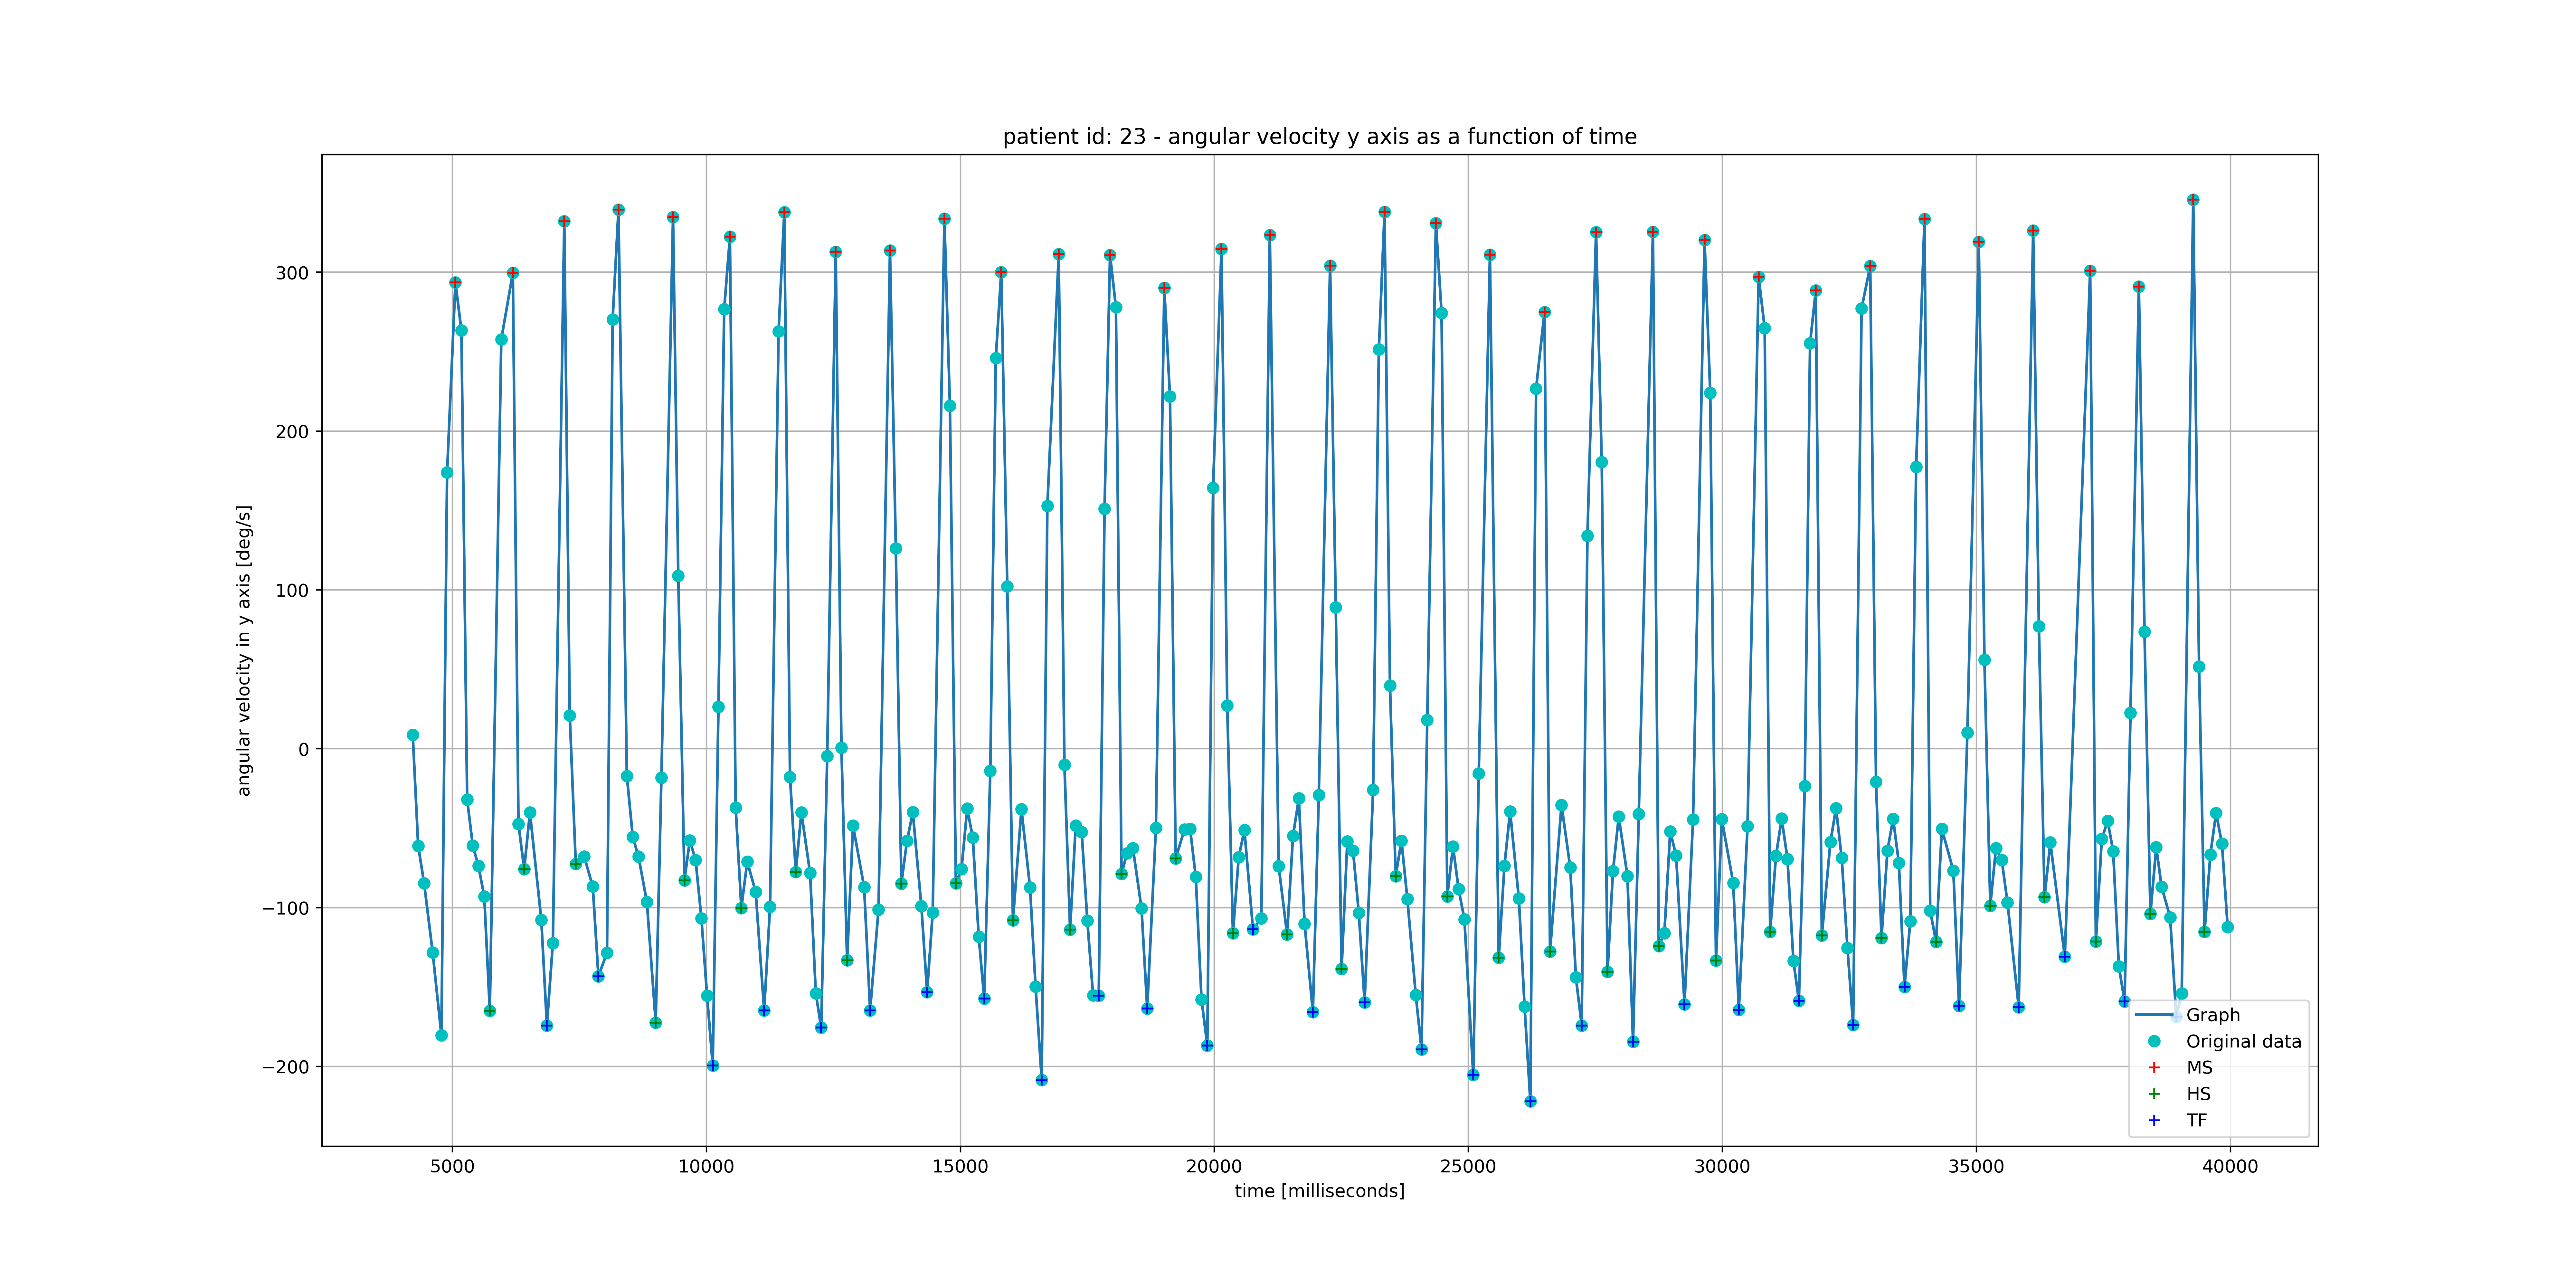 patient id: 23 - angular velocity y axis as a function of time
angular velocity in y axis [deg/s]
300
200
100
0
−100
−200
5000
10000
15000
20000
25000
30000
35000
40000
time [milliseconds]
Graph
Original data
MS
HS
TF